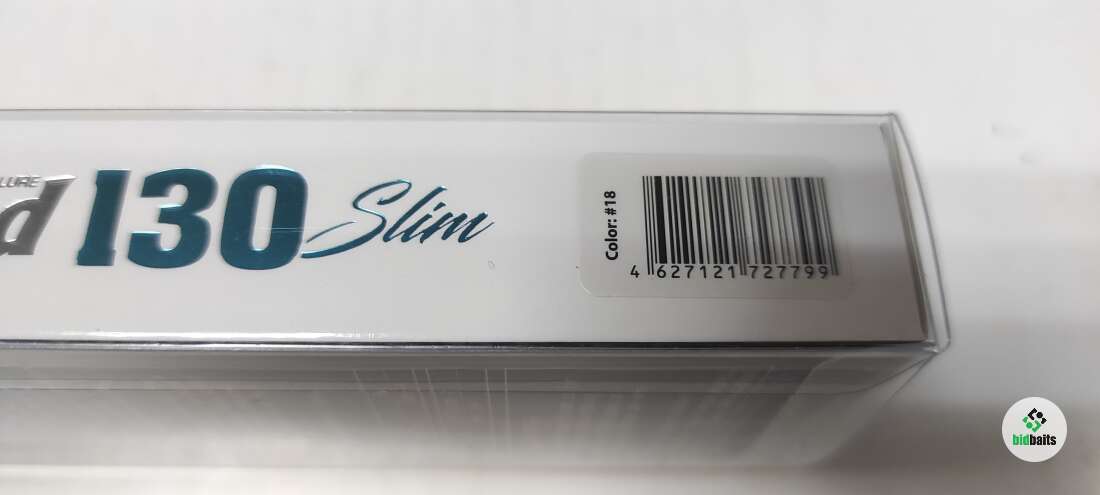 LURE
d 130 Slim
Color: #18
4 627121 727799
bidbaits